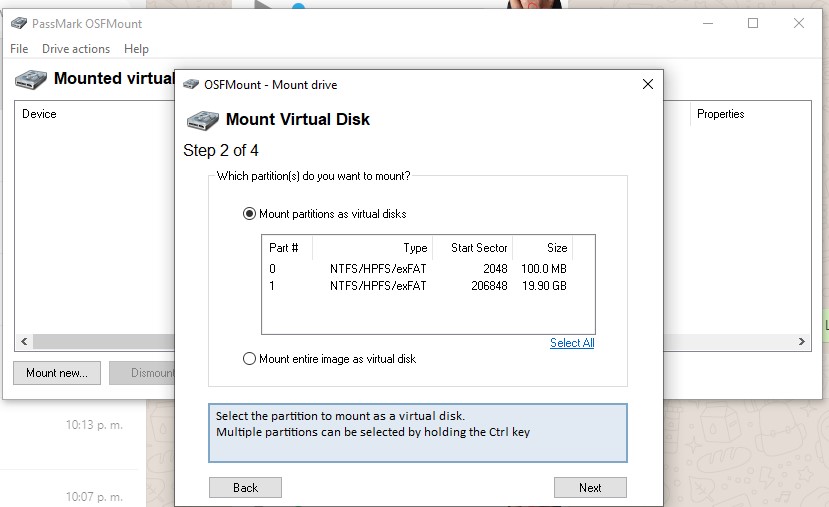 PassMark OSFMount
File Drive actions Help
Mounted virtual
Device Properties
OSFMount - Mount drive
Mount Virtual Disk
Step 2 of 4
Which partition(s) do you want to mount?
Mount partitions as virtual disks
Part # Type Start Sector Size
0 NTFS/HPFS/exFAT 2048 100.0 MB
1 NTFS/HPFS/exFAT 206848 19.90 GB
Select All
Mount entire image as virtual disk
Mount new... Dismount
Select the partition to mount as a virtual disk.
Multiple partitions can be selected by holding the Ctrl key
10:13 p. m.
Back Next
10:07 p. m.